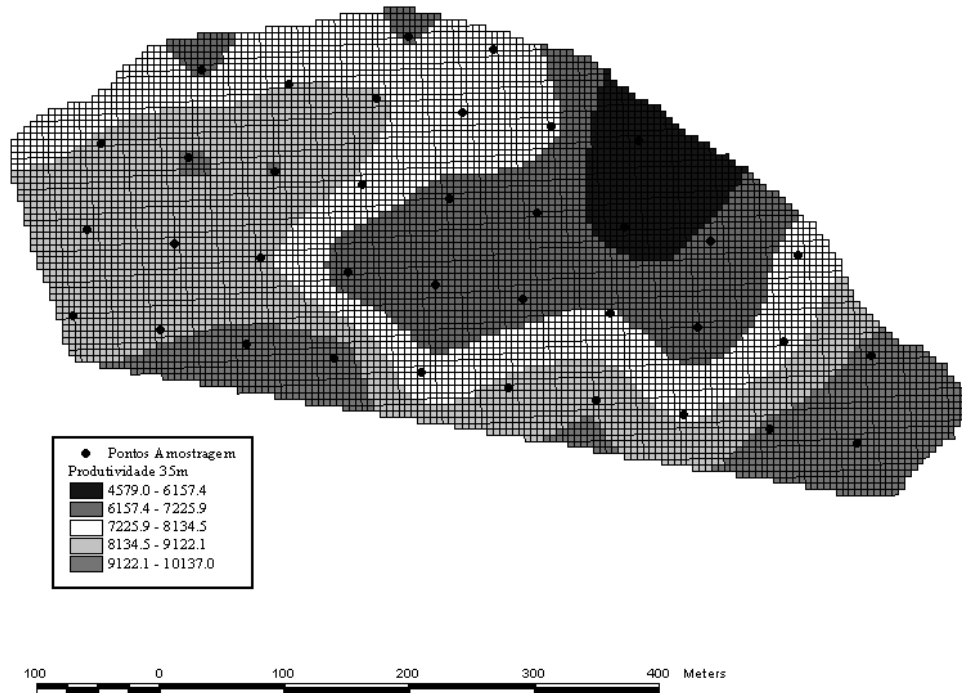 Pontos Amostragem
Produtividade 35m
4579.0 - 6157.4
6157.4 - 7225.9
7225.9 - 8134.5
8134.5 - 9122.1
9122.1 - 10137.0
100 0 100 200 300 400 Meters